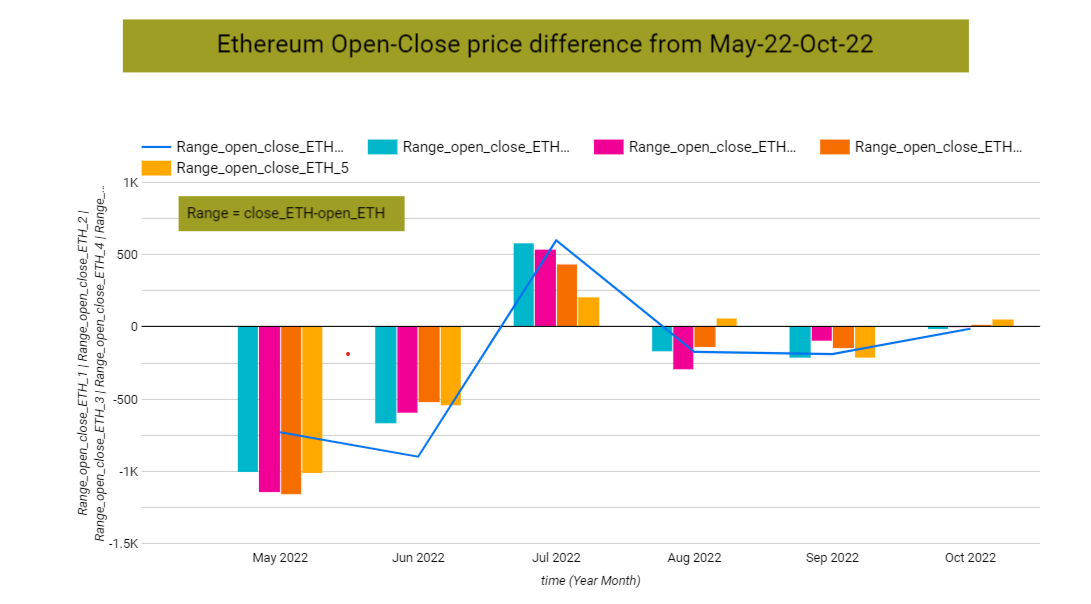 Ethereum Open-Close price difference from May-22-Oct-22
Range_open_close_ETH... Range_open_close_ETH... Range_open_close_ETH... Range_open_close_ETH...
Range_open_close_ETH_5
Range_open_close_ETH_1 | Range_open_close_ETH_2 |
Range_open_close_ETH_3 | Range_open_close_ETH_4 | Range_...
1K
Range = close_ETH-open_ETH
500
0
-500
-1K
-1.5K
May 2022 Jun 2022 Jul 2022 Aug 2022 Sep 2022 Oct 2022
time (Year Month)